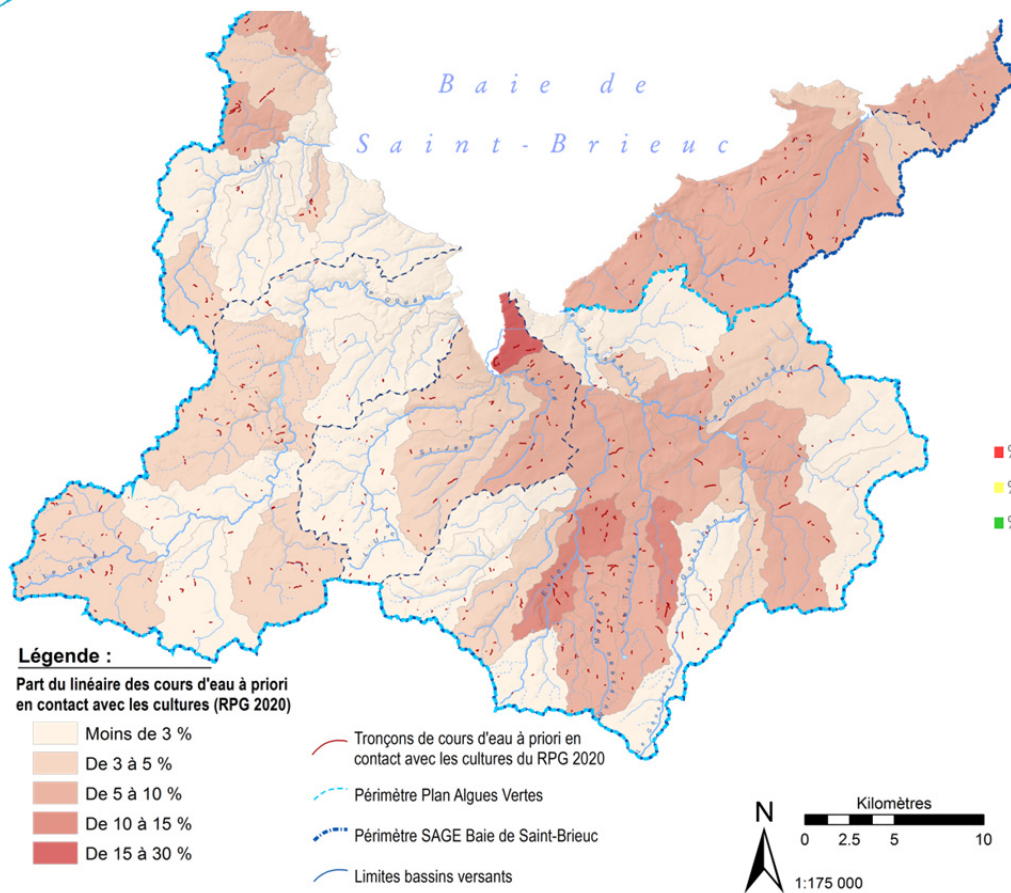 Baie de
Saint-Brieuc
Légende :
Part du linéaire des cours d'eau à priori
en contact avec les cultures (RPG 2020)
Moins de 3 %
De 3 à 5 %
De 5 à 10 %
De 10 à 15 %
De 15 à 30 %
Tronçons de cours d'eau à priori en
contact avec les cultures du RPG 2020
Périmètre Plan Algues Vertes
Périmètre SAGE Baie de Saint-Brieuc
Limites bassins versants
N
Kilomètres
0 2.5 5 10
1:175 000